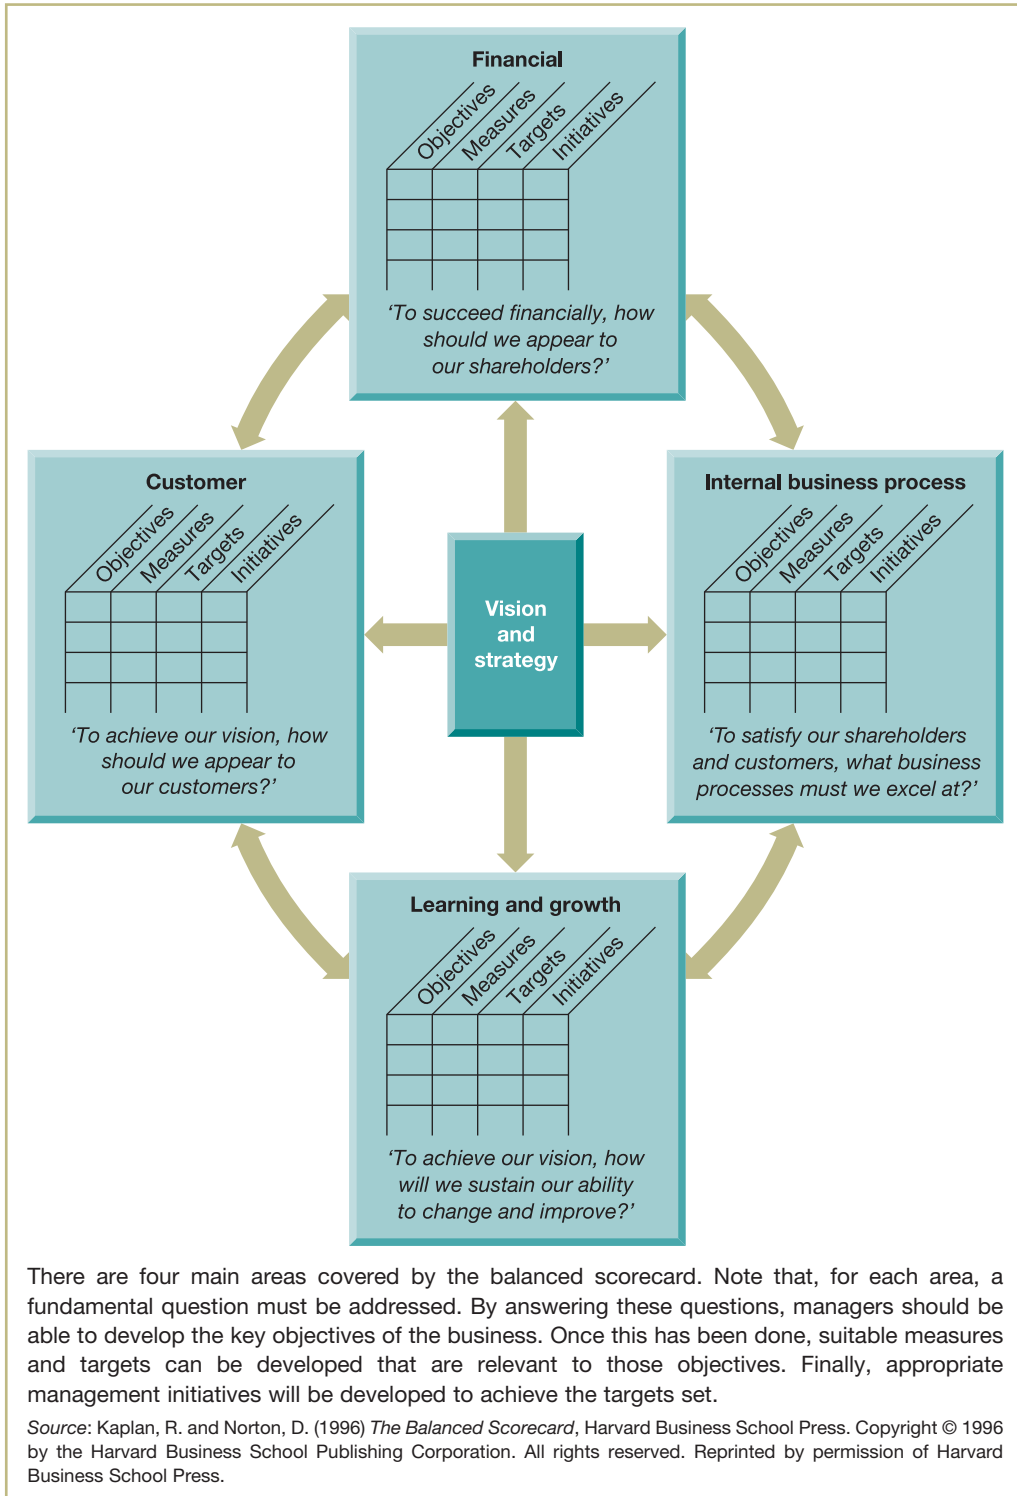 Financial
Objectives
Measures
Targets
Initiatives
‘To succeed financially, how
should we appear to
our shareholders?’
Customer
Objectives
Measures
Targets
Initiatives
‘To achieve our vision, how
should we appear to
our customers?’
Vision
and
strategy
Internal business process
Objectives
Measures
Targets
Initiatives
‘To satisfy our shareholders
and customers, what business
processes must we excel at?’
Learning and growth
Objectives
Measures
Targets
Initiatives
‘To achieve our vision, how
will we sustain our ability
to change and improve?’
There are four main areas covered by the balanced scorecard. Note that, for each area, a
fundamental question must be addressed. By answering these questions, managers should be
able to develop the key objectives of the business. Once this has been done, suitable measures
and targets can be developed that are relevant to those objectives. Finally, appropriate
management initiatives will be developed to achieve the targets set.
Source: Kaplan, R. and Norton, D. (1996) The Balanced Scorecard, Harvard Business School Press. Copyright © 1996
by the Harvard Business School Publishing Corporation. All rights reserved. Reprinted by permission of Harvard
Business School Press.